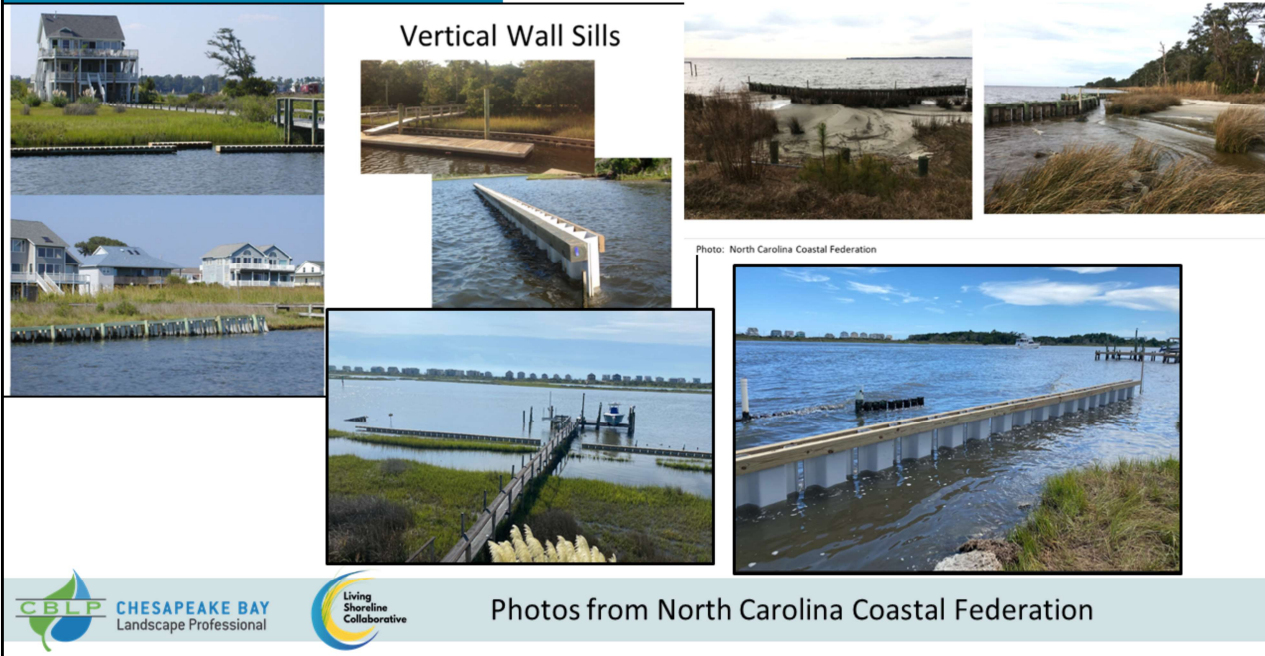 Vertical Wall Sills
Photo: North Carolina Coastal Federation
CBLP
CHESAPEAKE BAY
Landscape Professional
Living
Shoreline
Collaborative
Photos from North Carolina Coastal Federation